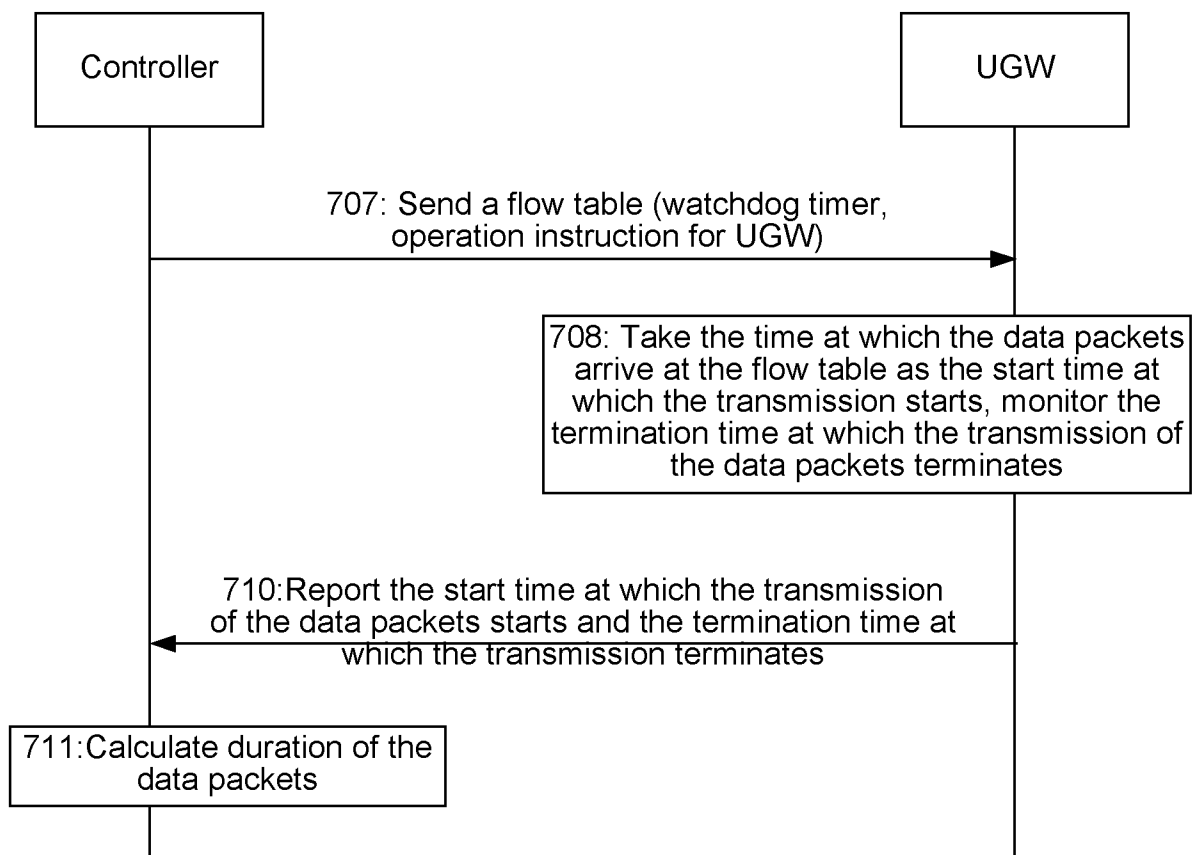 Controller
UGW
707: Send a flow table (watchdog timer,
operation instruction for UGW)
708: Take the time at which the data packets
arrive at the flow table as the start time at
which the transmission starts, monitor the
termination time at which the transmission of
the data packets terminates
710:Report the start time at which the transmission
of the data packets starts and the termination time at
which the transmission terminates
711:Calculate duration of the
data packets